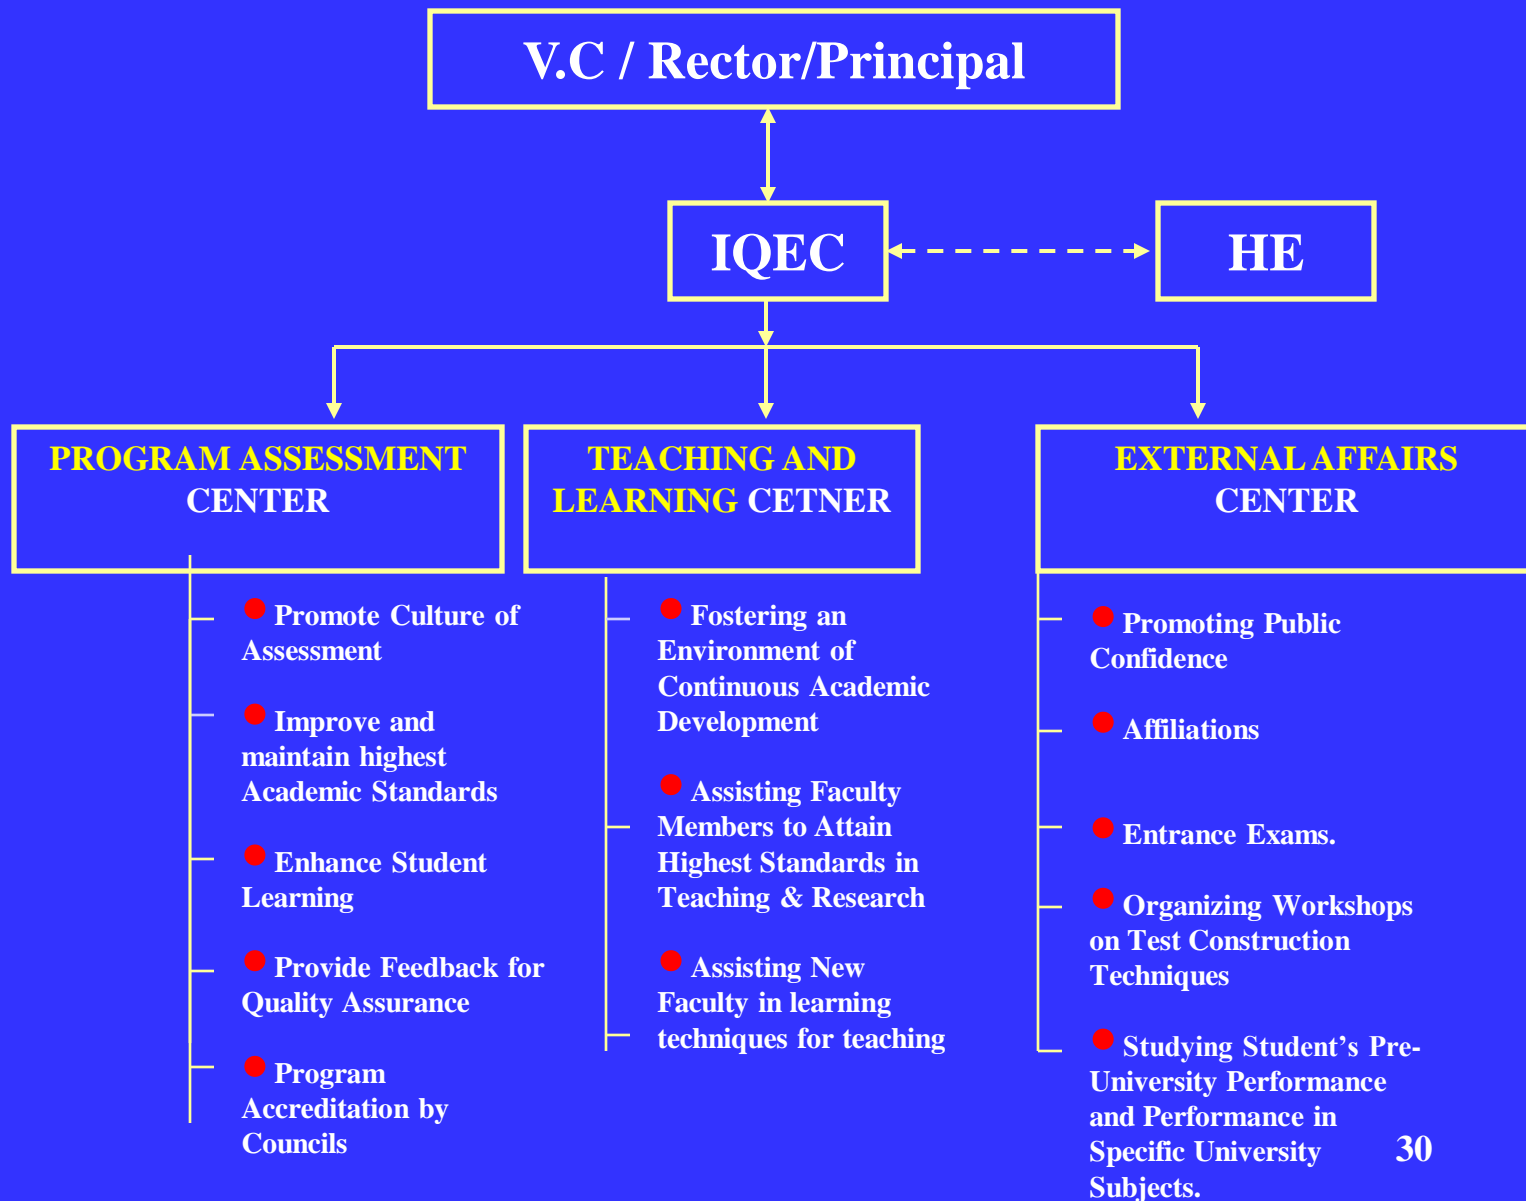 V.C / Rector/Principal
IQEC
HE
PROGRAM ASSESSMENT
CENTER
Promote Culture of
Assessment
Improve and
maintain highest
Academic Standards
Enhance Student
Learning
Provide Feedback for
Quality Assurance
Program
Accreditation by
Councils
TEACHING AND
LEARNING CETNER
Fostering an
Environment of
Continuous Academic
Development
Assisting Faculty
Members to Attain
Highest Standards in
Teaching & Research
Assisting New
Faculty in learning
techniques for teaching
EXTERNAL AFFAIRS
CENTER
Promoting Public
Confidence
Affiliations
Entrance Exams.
Organizing Workshops
on Test Construction
Techniques
Studying Student’s Pre-
University Performance
and Performance in
Specific University
Subjects.
30